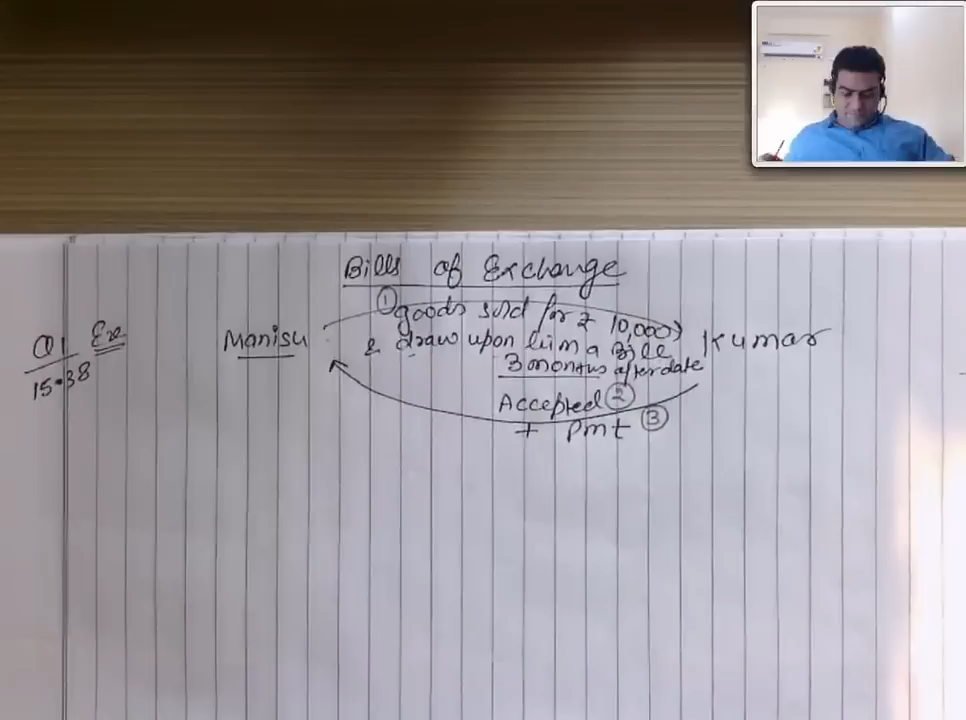 Bills of Exchange
Q1 Ex
15.38
Manish
① goods sold for ₹ 10,000
& draw upon him a Bill
3 months after date
Kumar
Accepted ②
+ Pmt ③